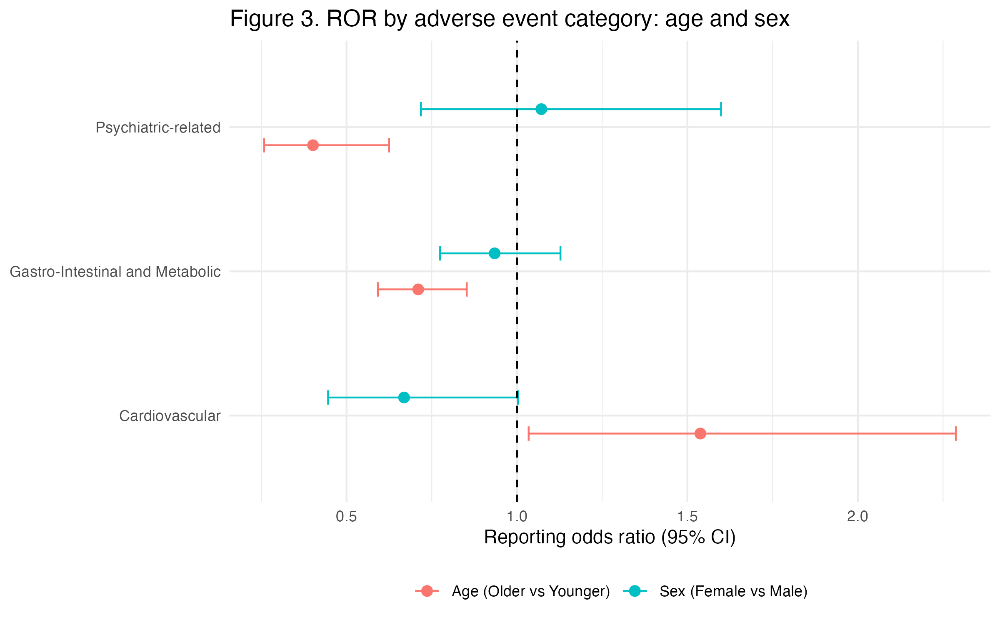 Figure 3. ROR by adverse event category: age and sex
Psychiatric-related
Gastro-Intestinal and Metabolic
Cardiovascular
0.5 1.0 1.5 2.0
Reporting odds ratio (95% CI)
Age (Older vs Younger) Sex (Female vs Male)